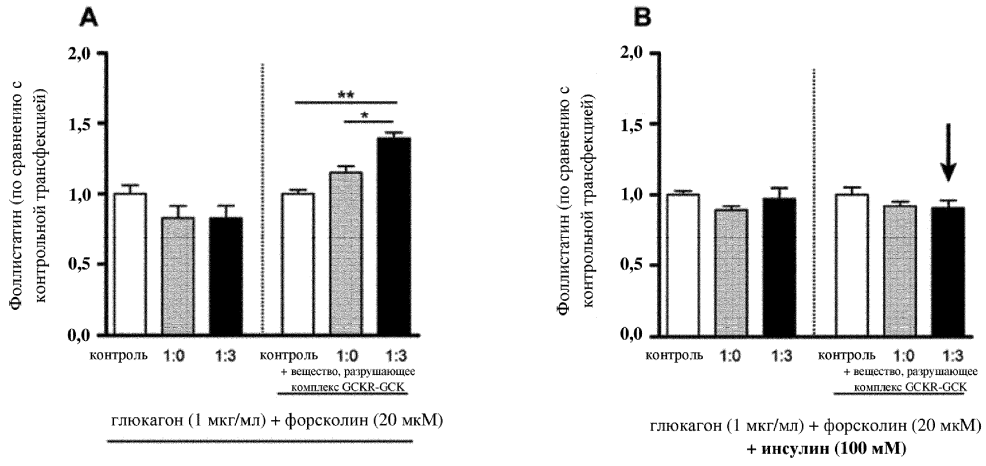 A
Фоллистатин (по сравнению с
контрольной трансфекцией)
2,0
1,5
1,0
0,5
0,0
**
*
контроль 1:0 1:3 контроль 1:0 1:3
+ вещество, разрушающее
комплекс GCKR-GCK
глюкагон (1 мкг/мл) + форсколин (20 мкМ)
B
Фоллистатин (по сравнению с
контрольной трансфекцией)
2,0
1,5
1,0
0,5
0,0
контроль 1:0 1:3 контроль 1:0 1:3
+ вещество, разрушающее
комплекс GCKR-GCK
глюкагон (1 мкг/мл) + форсколин (20 мкМ)
+ инсулин (100 мМ)